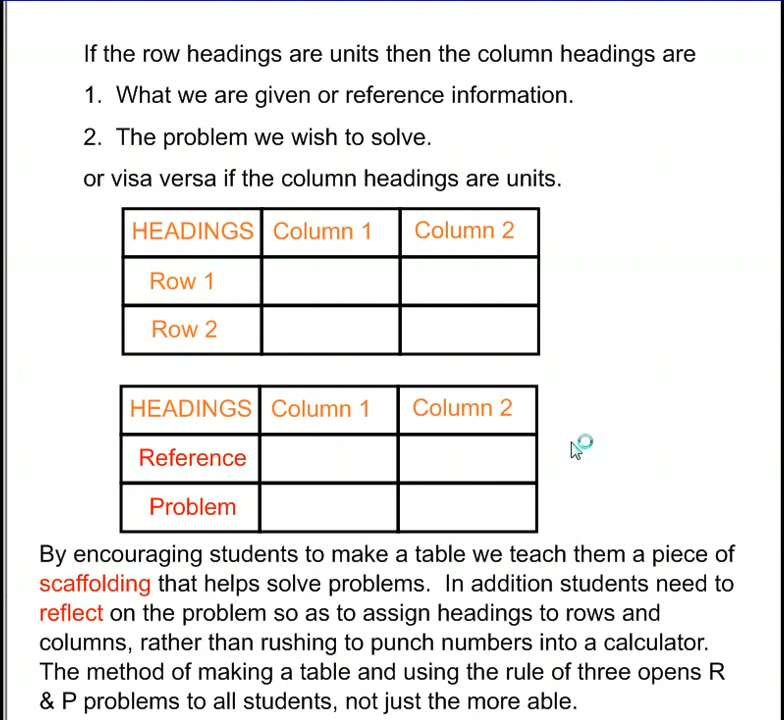 If the row headings are units then the column headings are
1. What we are given or reference information.
2. The problem we wish to solve.
or visa versa if the column headings are units.
HEADINGS Column 1 Column 2
Row 1
Row 2
HEADINGS Column 1 Column 2
Reference
Problem
By encouraging students to make a table we teach them a piece of
scaffolding that helps solve problems. In addition students need to
reflect on the problem so as to assign headings to rows and
columns, rather than rushing to punch numbers into a calculator.
The method of making a table and using the rule of three opens R
& P problems to all students, not just the more able.